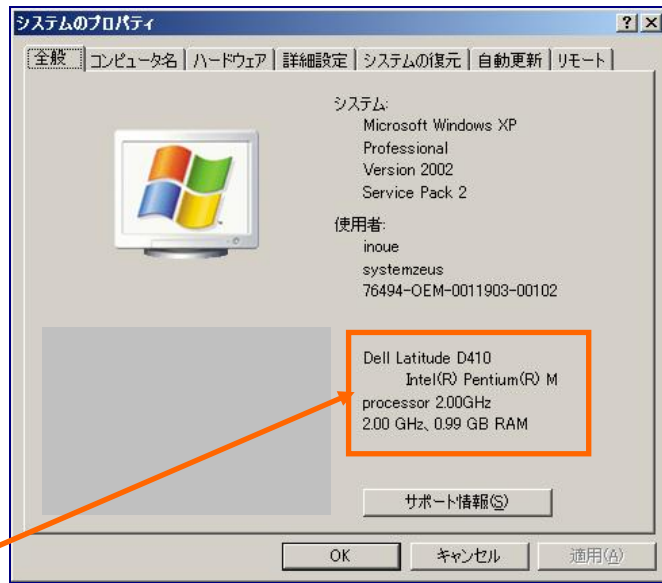 システムのプロパティ
全般 コンピュータ名 ハードウェア 詳細設定 システムの復元 自動更新 リモート
システム:
Microsoft Windows XP
Professional
Version 2002
Service Pack 2
使用者:
inoue
systemzeus
76494-OEM-0011903-00102
Dell Latitude D410
Intel(R) Pentium(R) M
processor 2.00GHz
2.00 GHz、0.99 GB RAM
サポート情報(S)
OK キャンセル 適用(A)